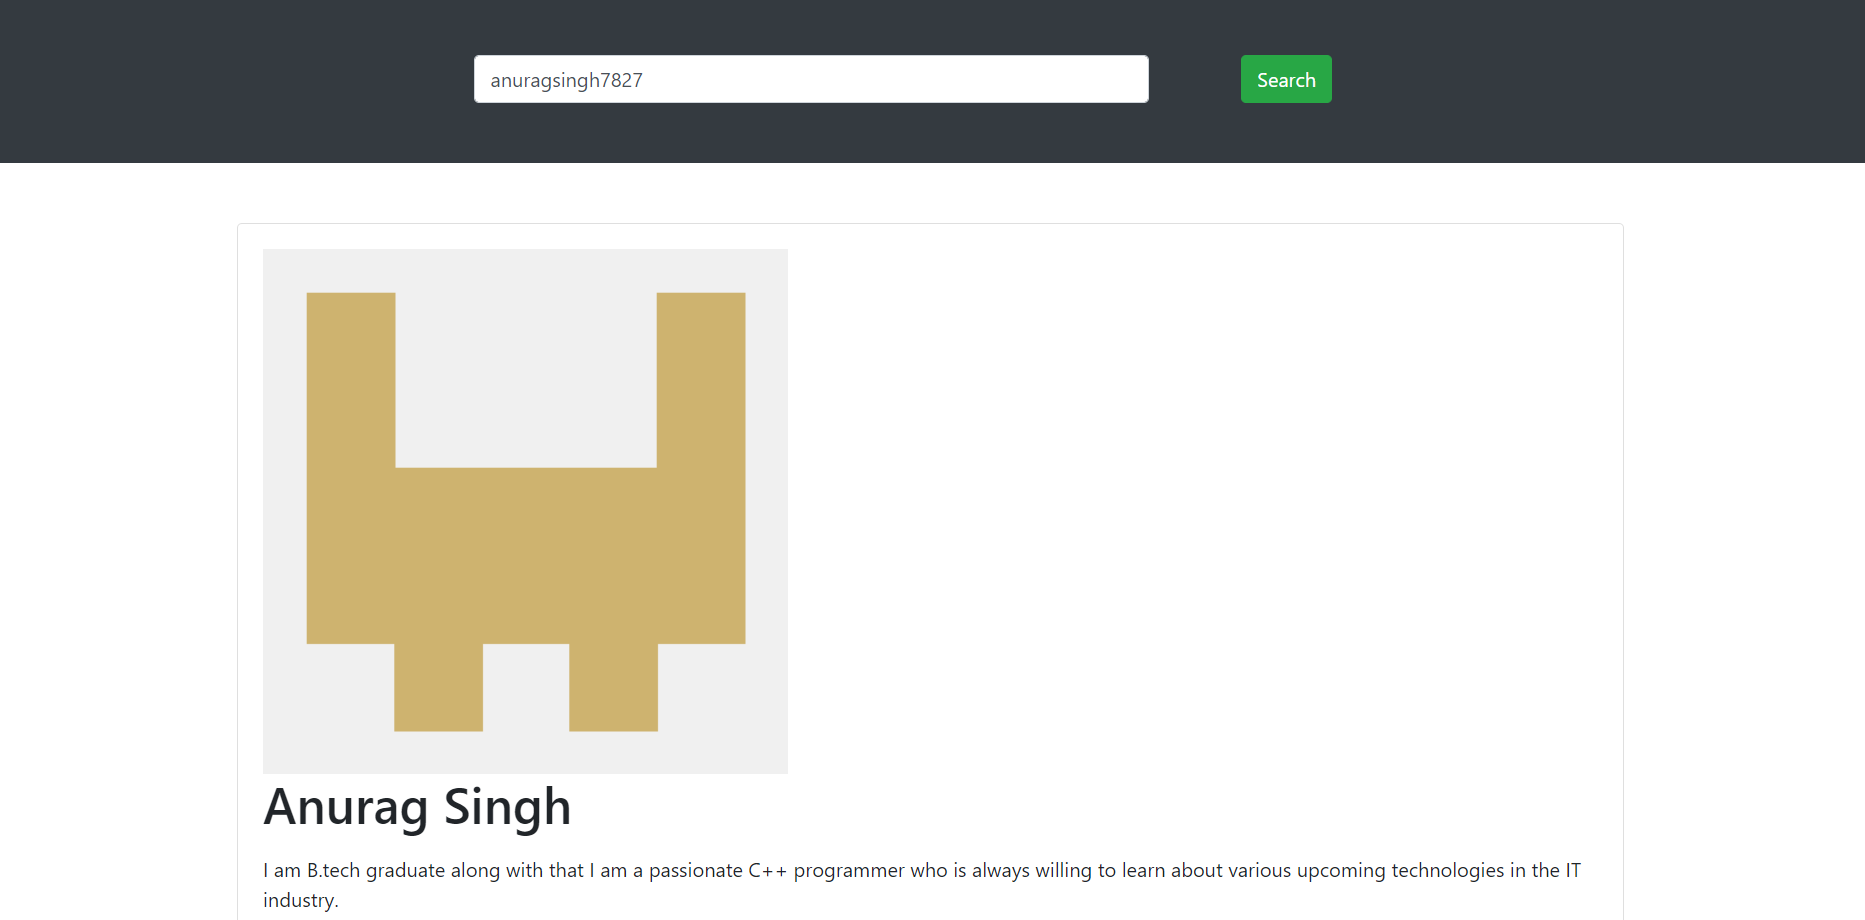 anuragsingh7827
Search
Anurag Singh
I am B.tech graduate along with that I am a passionate C++ programmer who is always willing to learn about various upcoming technologies in the IT
industry.